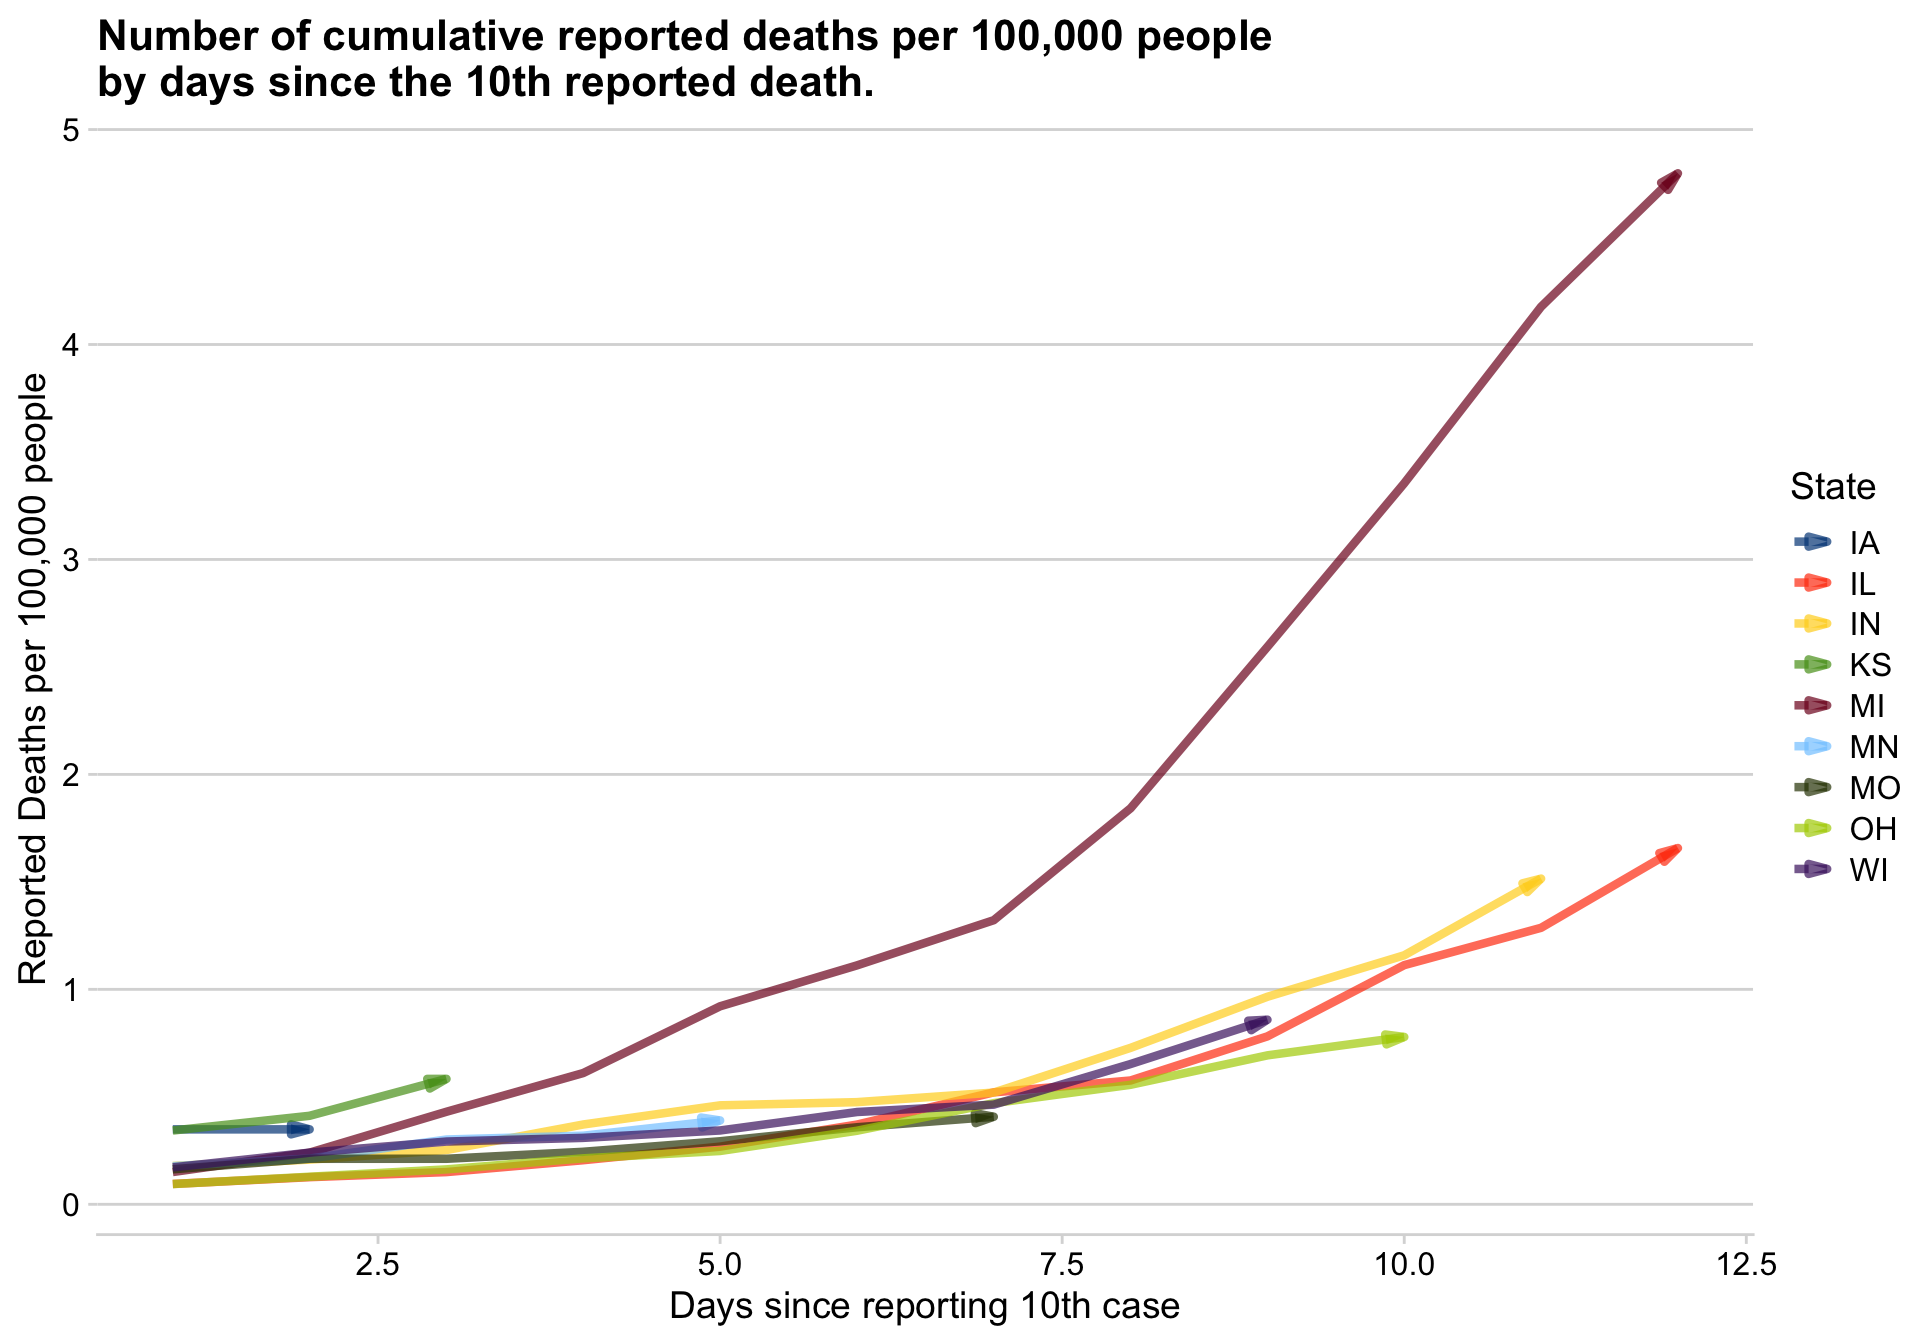 Number of cumulative reported deaths per 100,000 people
by days since the 10th reported death.
5
4
3
2
1
0
Reported Deaths per 100,000 people
2.5
5.0
7.5
10.0
12.5
Days since reporting 10th case
State
IA
IL
IN
KS
MI
MN
MO
OH
WI